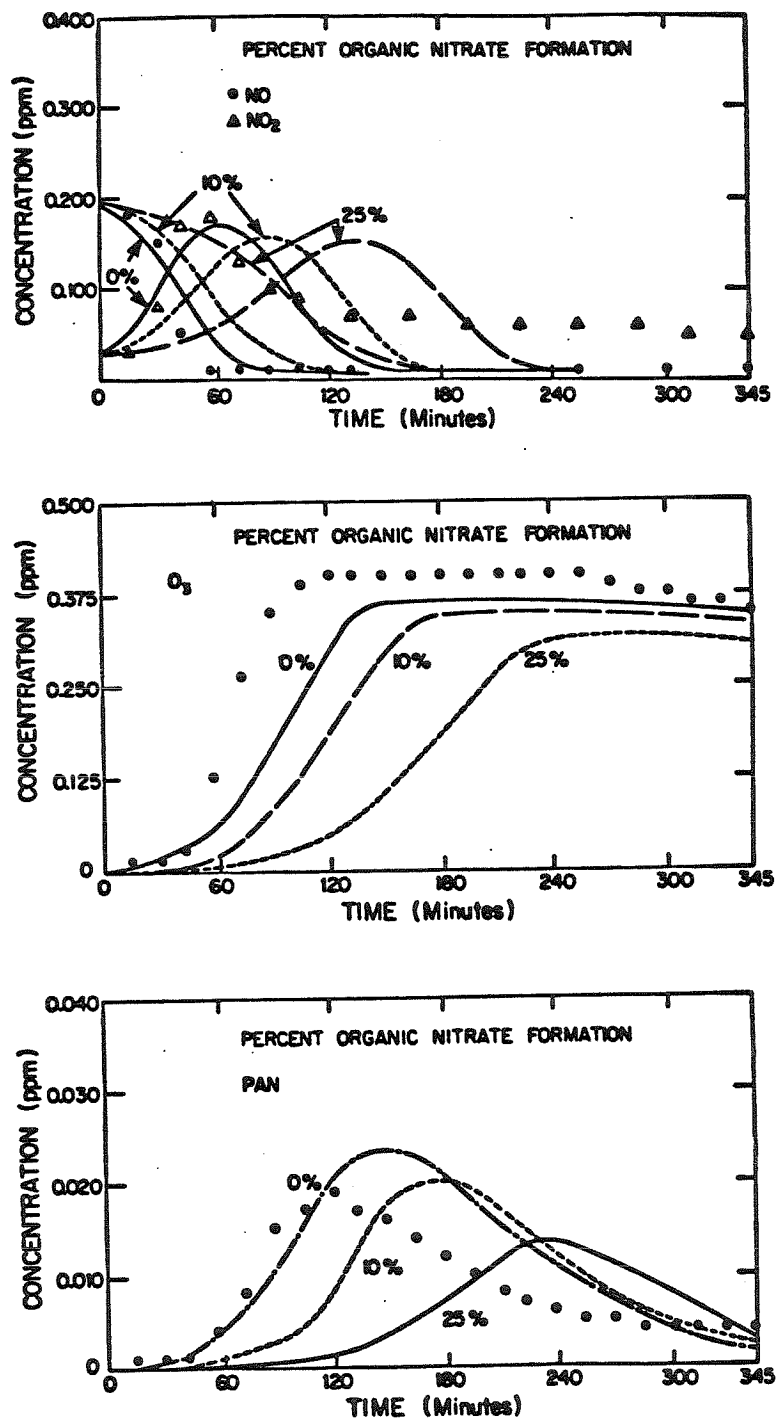 PERCENT ORGANIC NITRATE FORMATION
● NO
▲ NO₂
0.400
0.300
0.200
0.100
0
CONCENTRATION (ppm)
10%
25%
0%
0 60 120 180 240 300 345
TIME (Minutes)
PERCENT ORGANIC NITRATE FORMATION
O₃
0.500
0.375
0.250
0.125
0
CONCENTRATION (ppm)
0%
10%
25%
0 60 120 180 240 300 345
TIME (Minutes)
PERCENT ORGANIC NITRATE FORMATION
PAN
0.040
0.030
0.020
0.010
0
CONCENTRATION (ppm)
0%
10%
25%
0 60 120 180 240 300 345
TIME (Minutes)